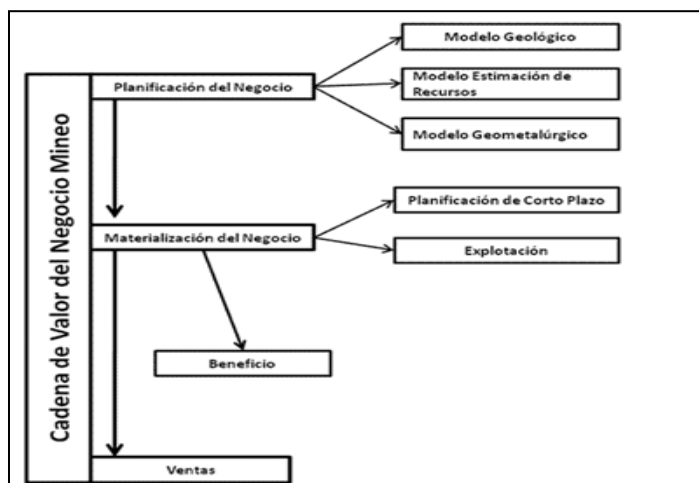 Cadena de Valor del Negocio Mineo
Planificación del Negocio
Modelo Geológico
Modelo Estimación de
Recursos
Modelo Geometalúrgico
Materialización del Negocio
Planificación de Corto Plazo
Explotación
Beneficio
Ventas